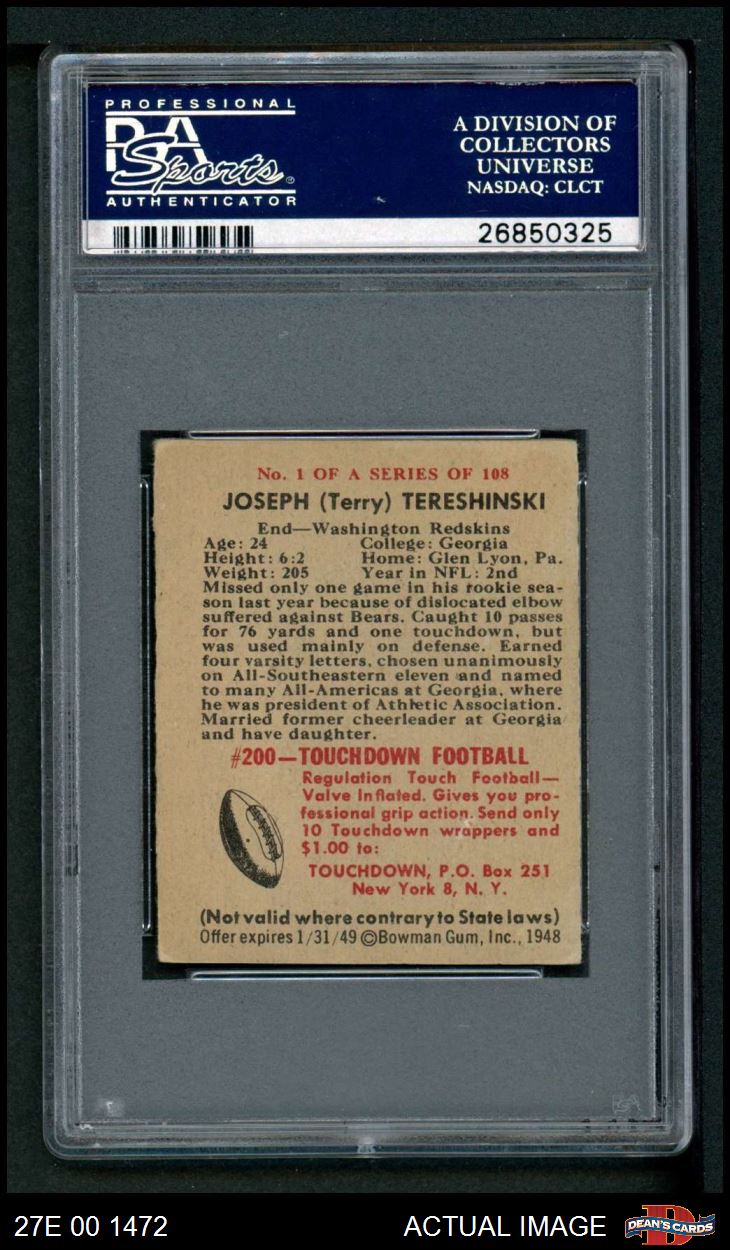 PROFESSIONAL
PSA
Sports®
AUTHENTICATOR
A DIVISION OF
COLLECTORS
UNIVERSE
NASDAQ: CLCT
26850325
No. 1 OF A SERIES OF 108
JOSEPH (Terry) TERESHINSKI
End—Washington Redskins
Age: 24 College: Georgia
Height: 6:2 Home: Glen Lyon, Pa.
Weight: 205 Year in NFL: 2nd
Missed only one game in his rookie sea-
son last year because of dislocated elbow
suffered against Bears. Caught 10 passes
for 76 yards and one touchdown, but
was used mainly on defense. Earned
four varsity letters, chosen unanimously
on All-Southeastern eleven and named
to many All-Americas at Georgia, where
he was president of Athletic Association.
Married former cheerleader at Georgia
and have daughter.
#200—TOUCHDOWN FOOTBALL
Regulation Touch Football—
Valve Inflated. Gives you pro-
fessional grip action. Send only
10 Touchdown wrappers and
$1.00 to:
TOUCHDOWN, P.O. Box 251
New York 8, N. Y.
(Not valid where contrary to State laws)
Offer expires 1/31/49 ©Bowman Gum, Inc., 1948
27E 00 1472
ACTUAL IMAGE
D
DEAN'S CARDS